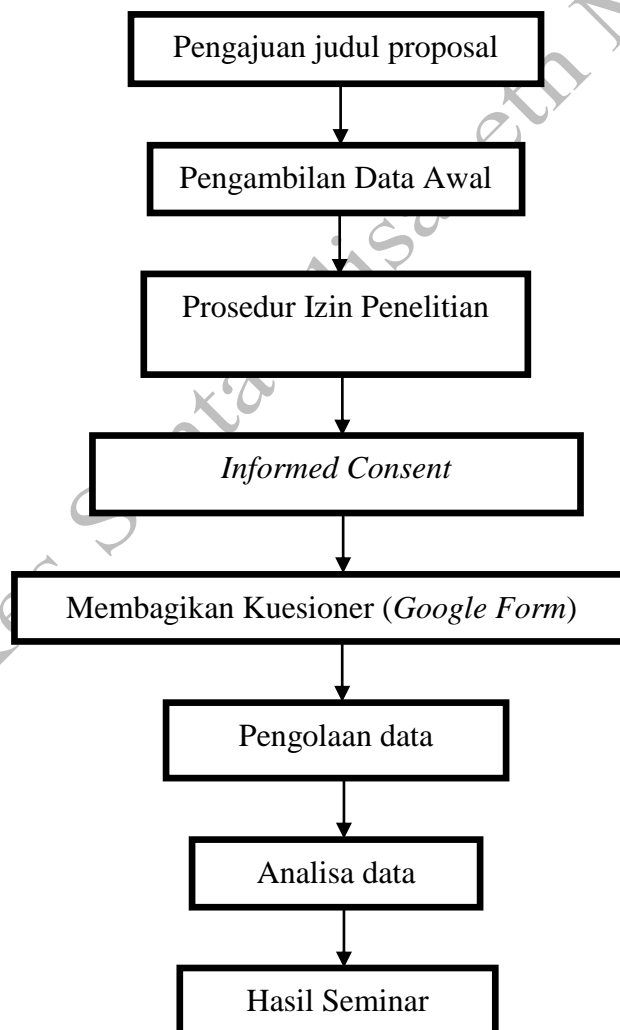 Pengajuan judul proposal
Pengambilan Data Awal
Prosedur Izin Penelitian
Informed Consent
Membagikan Kuesioner (Google Form)
Pengolaan data
Analisa data
Hasil Seminar